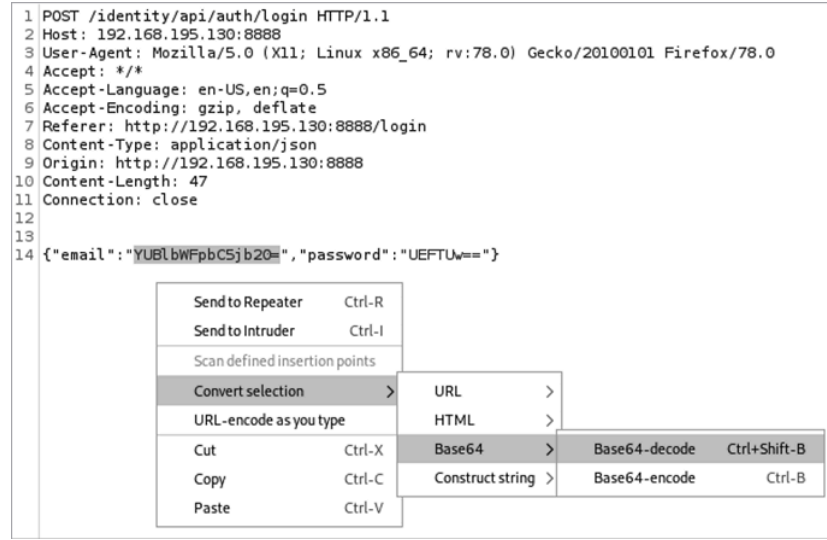 1 POST /identity/api/auth/login HTTP/1.1
2 Host: 192.168.195.130:8888
3 User-Agent: Mozilla/5.0 (X11; Linux x86_64; rv:78.0) Gecko/20100101 Firefox/78.0
4 Accept: */*
5 Accept-Language: en-US,en;q=0.5
6 Accept-Encoding: gzip, deflate
7 Referer: http://192.168.195.130:8888/login
8 Content-Type: application/json
9 Origin: http://192.168.195.130:8888
10 Content-Length: 47
11 Connection: close
12
13
14 {"email":"YUBlbWFpbC5jb20=","password":"UEFTUw=="}
Send to Repeater Ctrl-R
Send to Intruder Ctrl-I
Scan defined insertion points
Convert selection >
URL-encode as you type
Cut Ctrl-X
Copy Ctrl-C
Paste Ctrl-V
URL >
HTML >
Base64 >
Construct string >
Base64-decode Ctrl+Shift-B
Base64-encode Ctrl-B